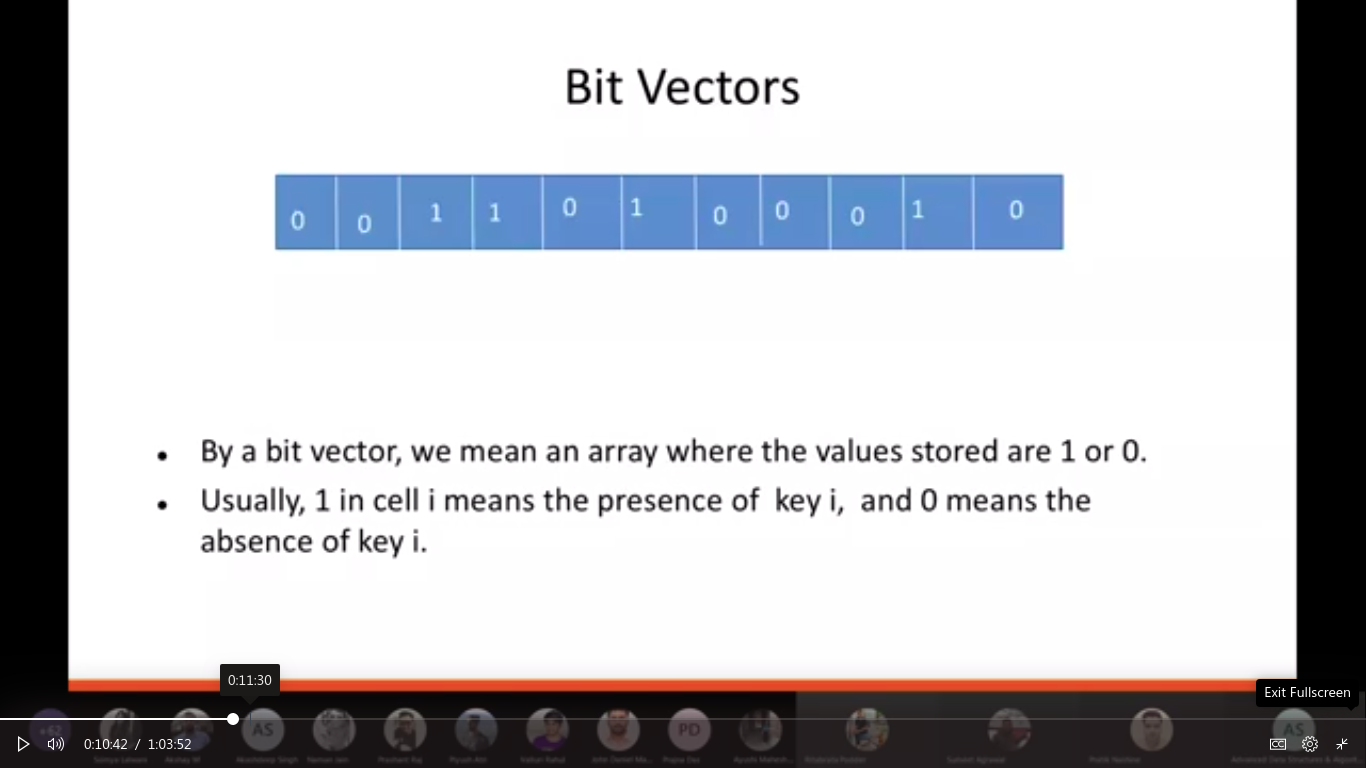 Bit Vectors
0 0 1 1 0 1 0 0 0 1 0
• By a bit vector, we mean an array where the values stored are 1 or 0.
• Usually, 1 in cell i means the presence of key i, and 0 means the
absence of key i.
0:11:30
Exit Fullscreen
+42
AS
PD
AS
0:10:42 / 1:03:52
CC